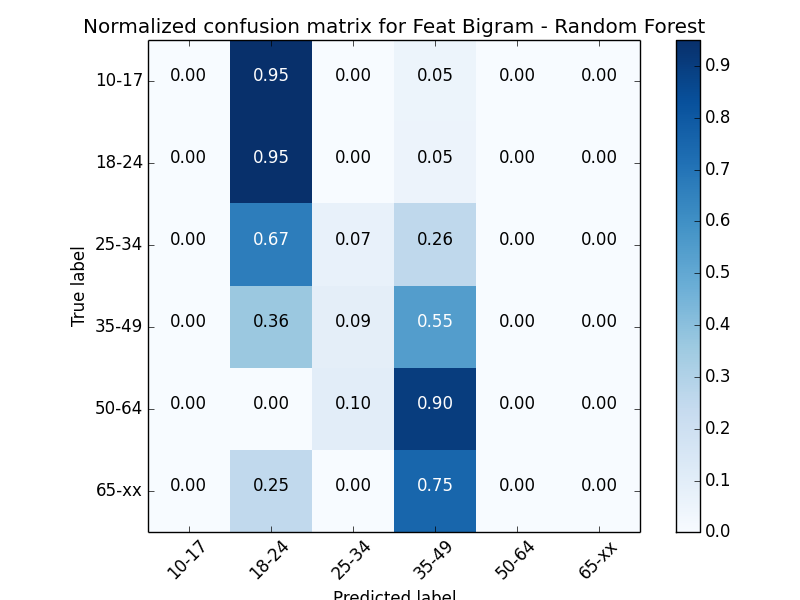 Normalized confusion matrix for Feat Bigram - Random Forest
10-17 0.00 0.95 0.00 0.05 0.00 0.00
18-24 0.00 0.95 0.00 0.05 0.00 0.00
25-34 0.00 0.67 0.07 0.26 0.00 0.00
35-49 0.00 0.36 0.09 0.55 0.00 0.00
50-64 0.00 0.00 0.10 0.90 0.00 0.00
65-xx 0.00 0.25 0.00 0.75 0.00 0.00
True label
10-17 18-24 25-34 35-49 50-64 65-xx
Predicted label
0.9
0.8
0.7
0.6
0.5
0.4
0.3
0.2
0.1
0.0